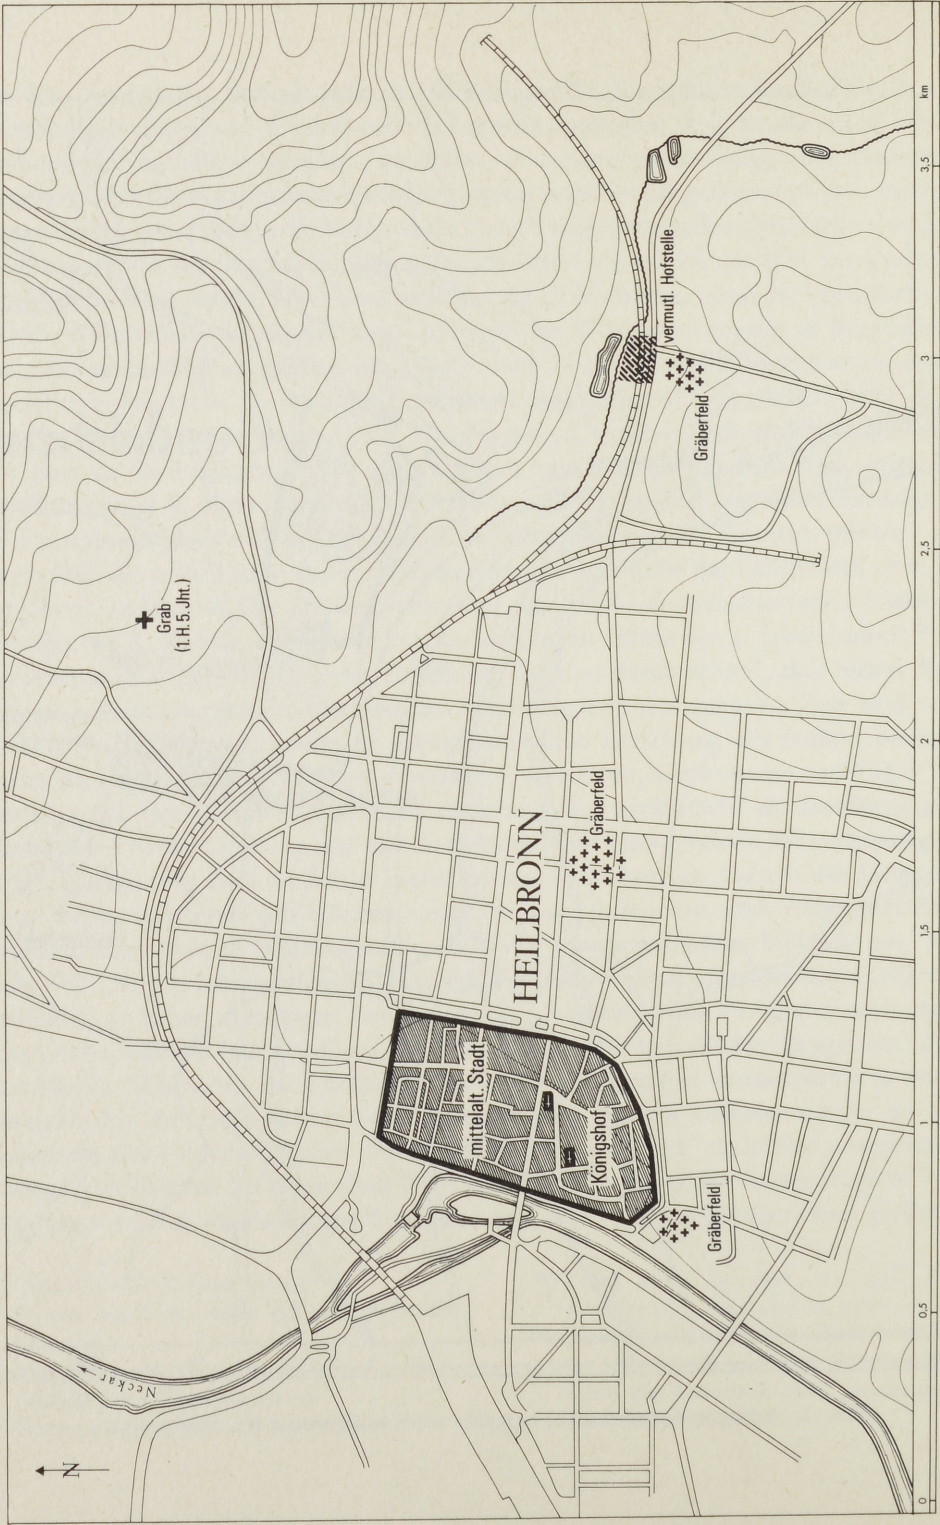 N
Neckar
Grab
(1. H. 5. Jht.)
HEILBRONN
mittelalt. Stadt
Königshof
Gräberfeld
Gräberfeld
Gräberfeld
vermutl. Hofstelle
0
0,5
1
1,5
2
2,5
3
3,5
km